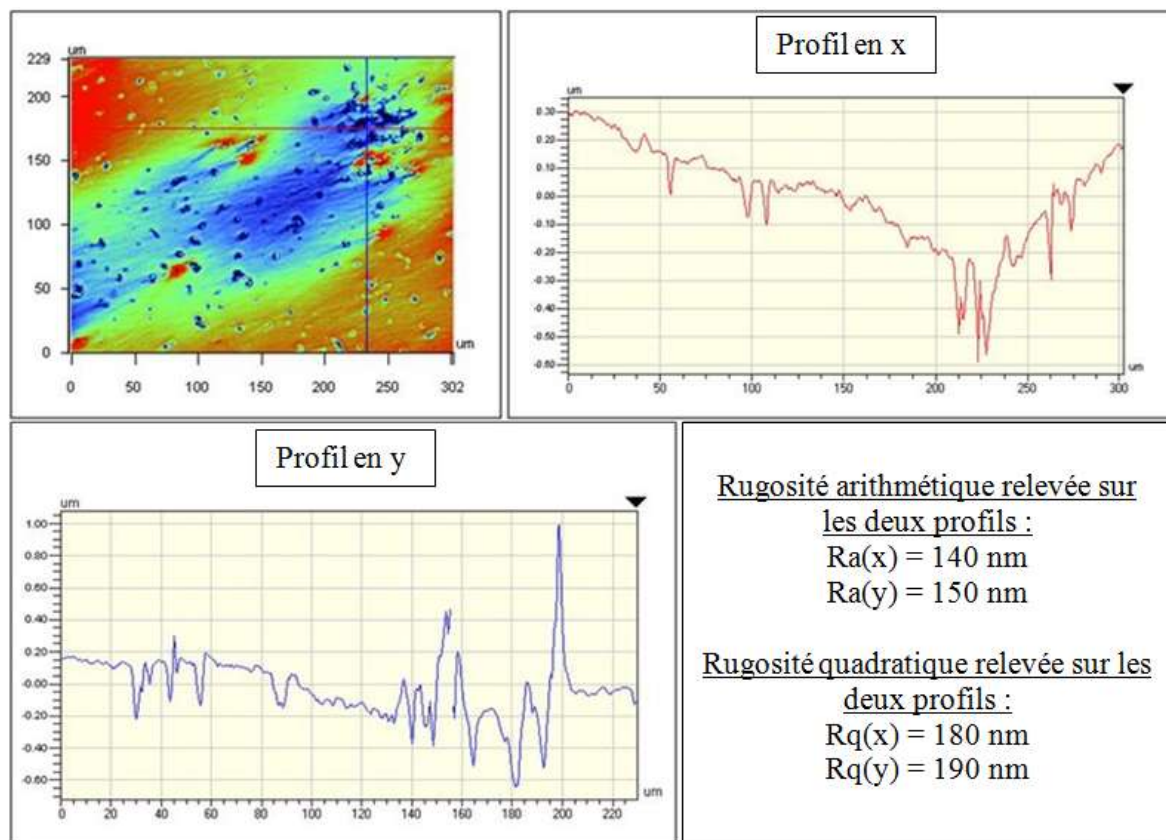 um
229
200
150
100
50
0
um
0 50 100 150 200 250 302
Profil en x
um
0.30
0.20
0.10
0.00
-0.10
-0.20
-0.30
-0.40
-0.50
-0.60
um
0 50 100 150 200 250 300
Profil en y
um
1.00
0.80
0.60
0.40
0.20
-0.00
-0.20
-0.40
-0.60
um
0 20 40 60 80 100 120 140 160 180 200 220
Rugosité arithmétique relevée sur
les deux profils :
Ra(x) = 140 nm
Ra(y) = 150 nm
Rugosité quadratique relevée sur les
deux profils :
Rq(x) = 180 nm
Rq(y) = 190 nm